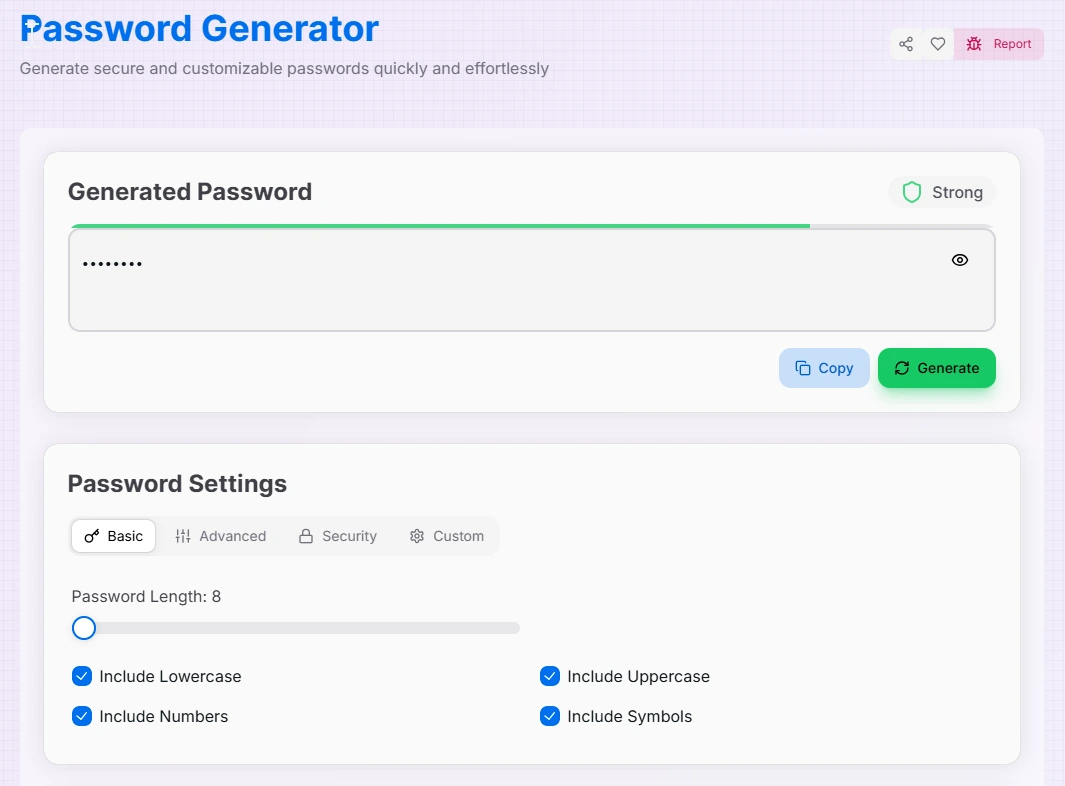 Password Generator
Report
Generate secure and customizable passwords quickly and effortlessly
Generated Password
Strong
••••••••
Copy
Generate
Password Settings
Basic
Advanced
Security
Custom
Password Length: 8
Include Lowercase
Include Uppercase
Include Numbers
Include Symbols